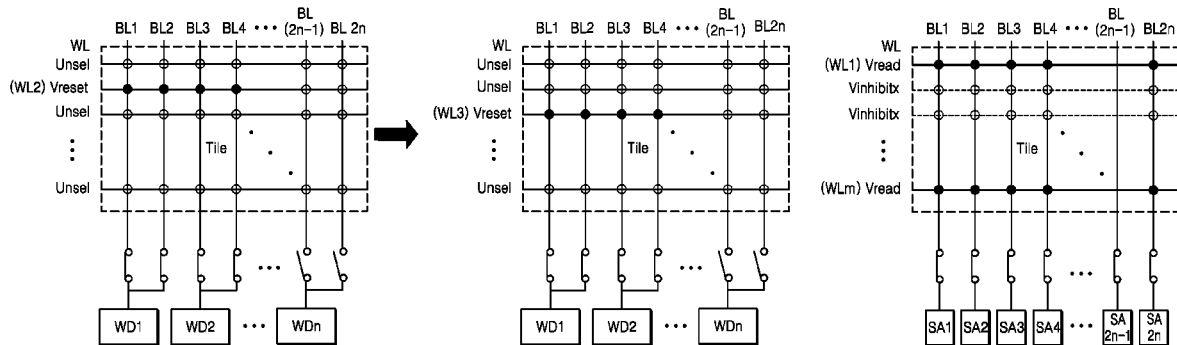 BL
BL1 BL2 BL3 BL4 ••• (2n−1) BL 2n
WL
Unsel
(WL2) Vreset
Unsel
Tile
Unsel
•••
WD1 WD2 ••• WDn
BL
BL1 BL2 BL3 BL4 ••• (2n−1) BL2n
WL
Unsel
Unsel
(WL3) Vreset
Tile
Unsel
•••
WD1 WD2 ••• WDn
BL
BL1 BL2 BL3 BL4 ••• (2n−1) BL2n
WL
(WL1) Vread
Vinhibitx
Vinhibitx
Tile
(WLm) Vread
•••
SA1 SA2 SA3 SA4 ••• SA 2n−1 SA 2n